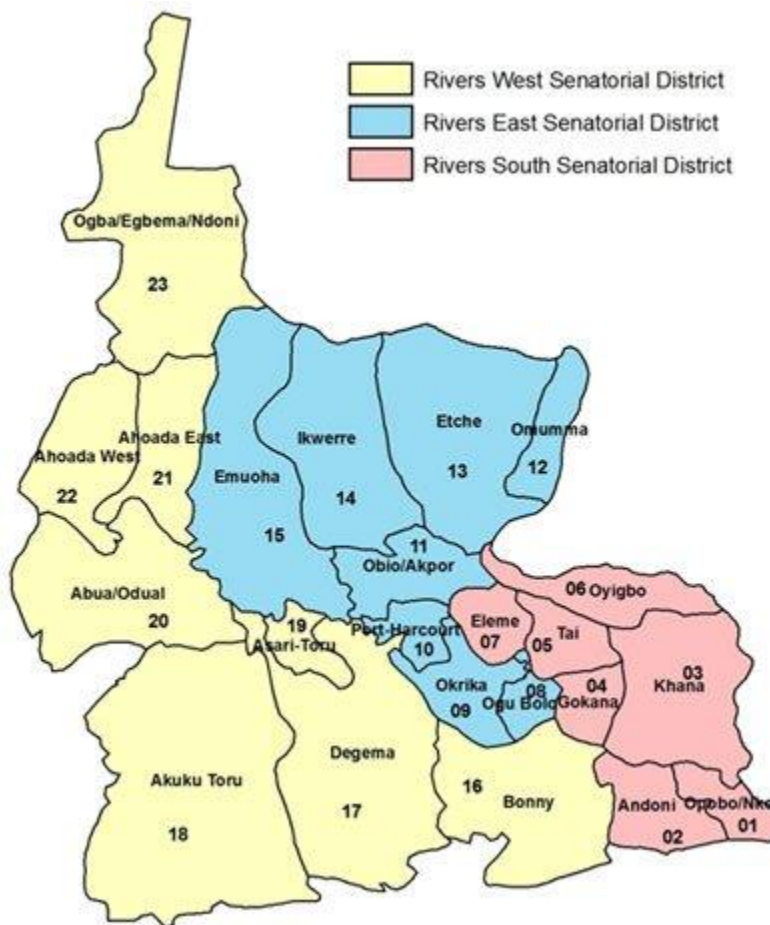 Rivers West Senatorial District
Rivers East Senatorial District
Rivers South Senatorial District
Ogba/Egbema/Ndoni
23
Ahoada East
21
Ahoada West
22
Emuoha
15
Ikwerre
14
Etche
13
Omumma
12
11
Obio/Akpor
Abua/Odual
20
19
Asari-Toru
Port-Harcourt
10
Eleme
07
05
Tai
06 Oyigbo
03
Khana
Okrika
09
08
Ogu Bolo
04
Gokana
Akuku Toru
18
Degema
17
16
Bonny
Andoni
02
Opobo/Nko
01